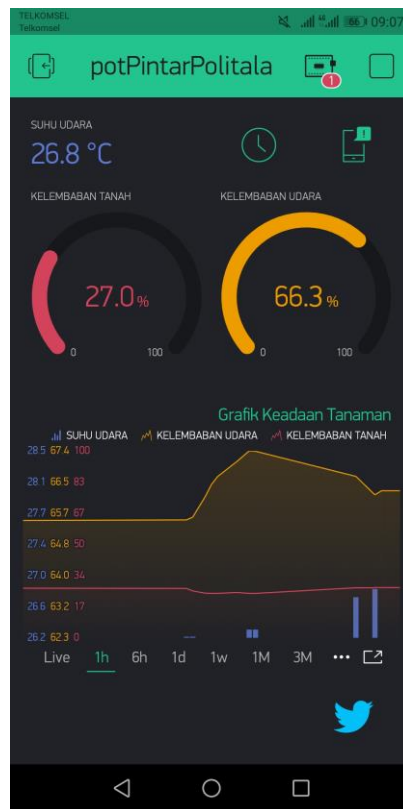 TELKOMSEL
Telkomsel
4G 66 09:07
potPintarPolitala
1
SUHU UDARA
26.8 °C
!
KELEMBABAN TANAH KELEMBABAN UDARA
27.0 % 66.3 %
0 100 0 100
Grafik Keadaan Tanaman
SUHU UDARA KELEMBABAN UDARA KELEMBABAN TANAH
28.5 67.4 100
28.1 66.5 83
27.7 65.7 67
27.4 64.8 50
27.0 64.0 34
26.6 63.2 17
26.2 62.3 0
Live 1h 6h 1d 1w 1M 3M